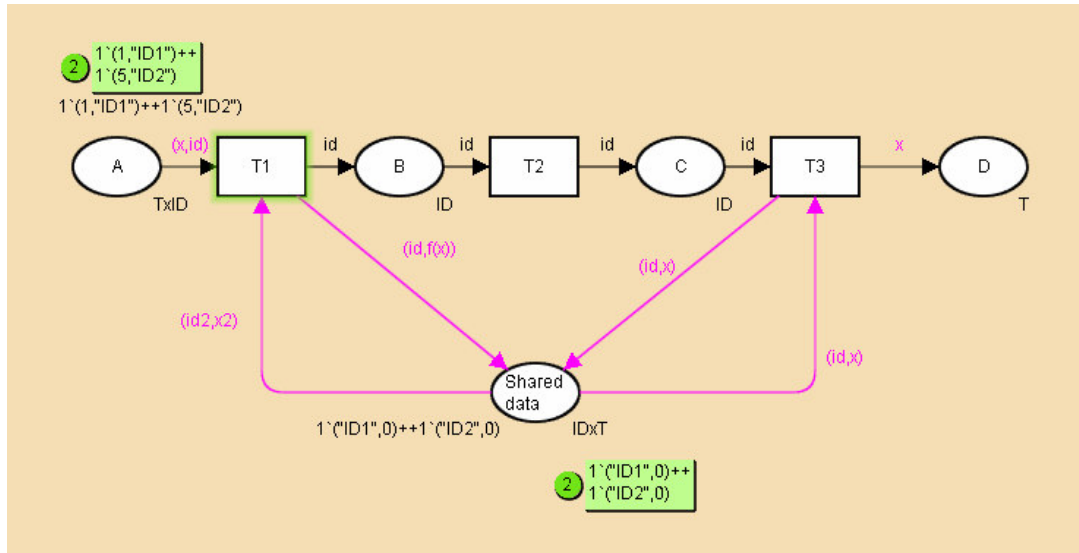 2
1`(1,"ID1")++
1`(5,"ID2")
1`(1,"ID1")++1`(5,"ID2")
A
(x,id)
T1
id
B
id
T2
id
C
id
T3
x
D
TxID
ID
ID
T
(id,f(x))
(id,x)
(id2,x2)
(id,x)
Shared
data
1`("ID1",0)++1`("ID2",0)
IDxT
2
1`("ID1",0)++
1`("ID2",0)